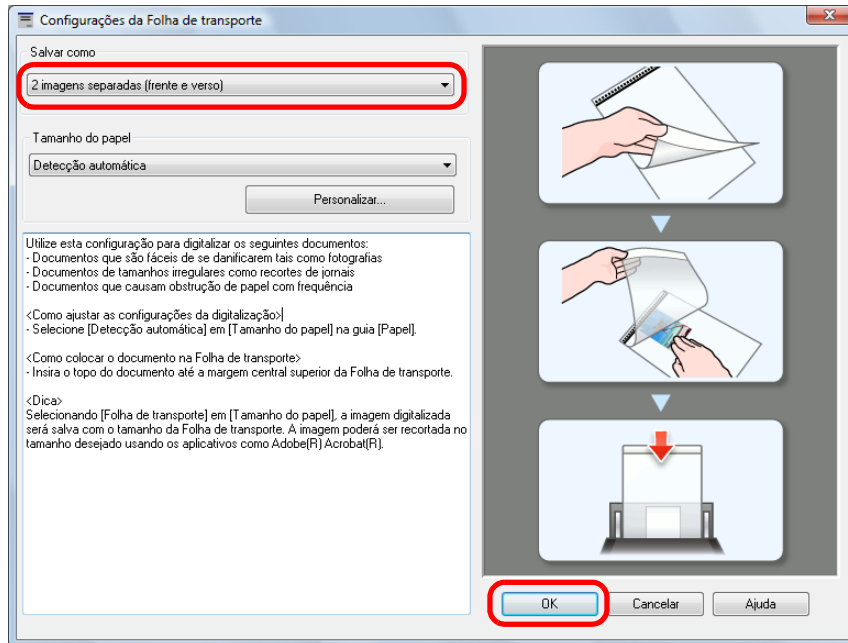 Configurações da Folha de transporte
Salvar como
2 imagens separadas (frente e verso)
Tamanho do papel
Detecção automática
Personalizar...
Utilize esta configuração para digitalizar os seguintes documentos:
- Documentos que são fáceis de se danificarem tais como fotografias
- Documentos de tamanhos irregulares como recortes de jornais
- Documentos que causam obstrução de papel com frequência
<Como ajustar as configurações da digitalização>
- Selecione [Detecção automática] em [Tamanho do papel] na guia [Papel].
<Como colocar o documento na Folha de transporte>
- Insira o topo do documento até a margem central superior da Folha de transporte.
<Dica>
Selecionando [Folha de transporte] em [Tamanho do papel], a imagem digitalizada
será salva com o tamanho da Folha de transporte. A imagem poderá ser recortada no
tamanho desejado usando os aplicativos como Adobe(R) Acrobat(R).
OK
Cancelar
Ajuda